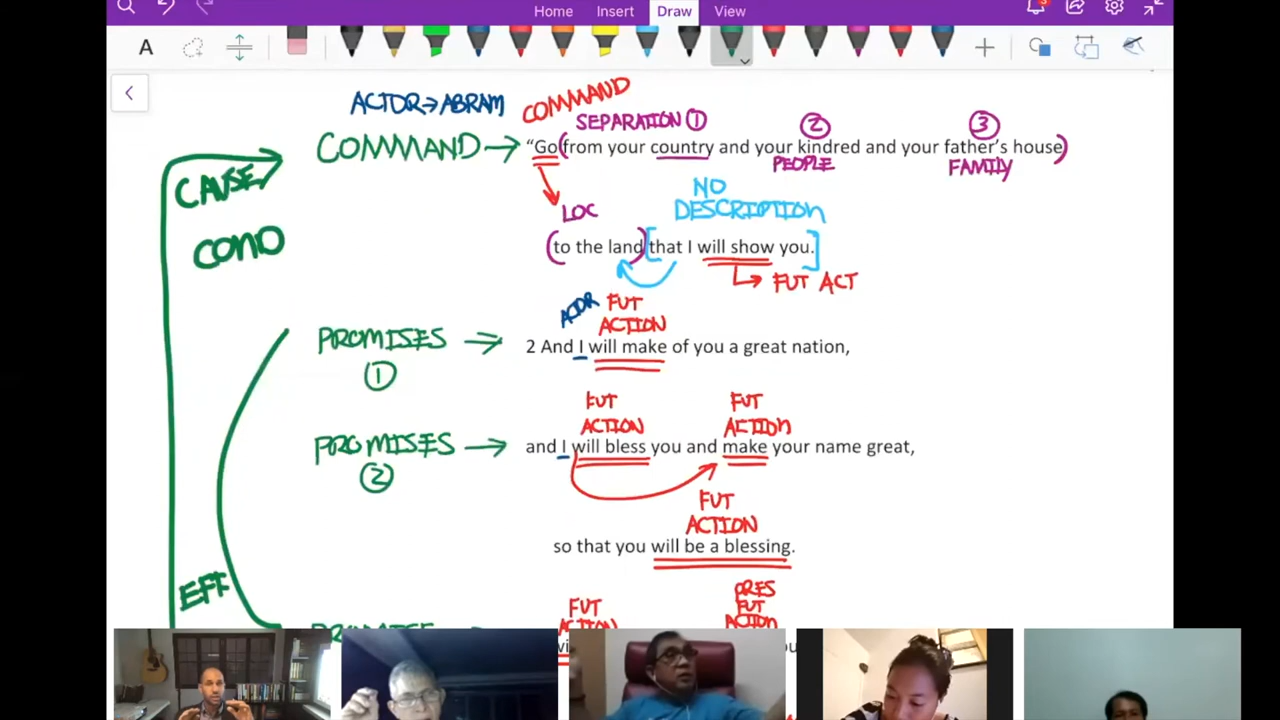 Home Insert Draw View
A
ACTOR→ABRAM COMMAND
SEPARATION ① ② ③
COMMAND → "Go (from your country and your kindred and your father's house)
PEOPLE FAMILY
CAUSE
LOC NO DESCRIPTION
COND
(to the land) [that I will show you.]
FUT ACT
ACTOR FUT ACTION
PROMISES → 2 And I will make of you a great nation,
①
FUT ACTION FUT ACTION
PROMISES → and I will bless you and make your name great,
②
FUT ACTION
so that you will be a blessing.
EFF
FUT ACTION PRES FUT ACTION